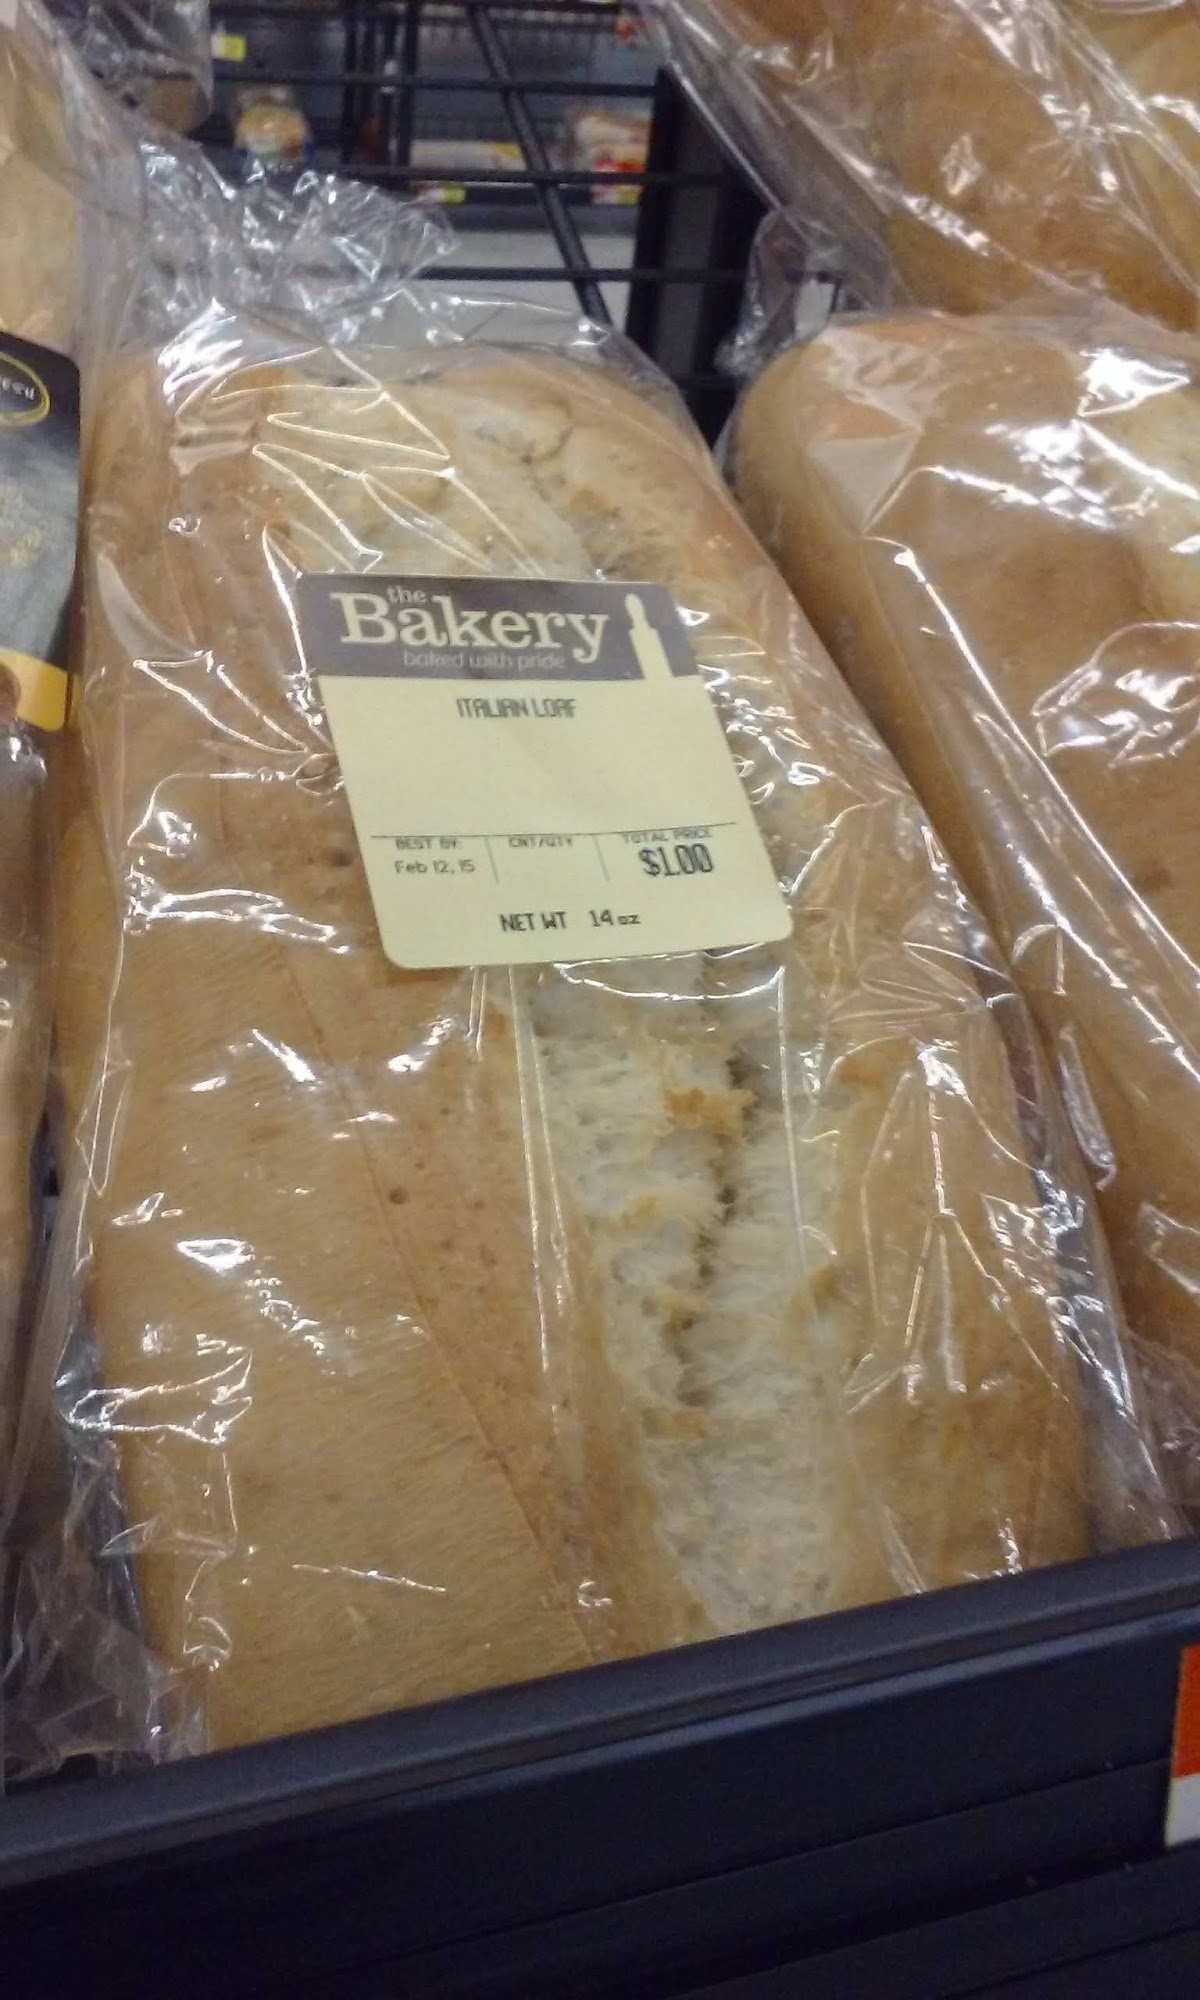 the
Bakery
baked with pride
ITALIAN LOAF
BEST BY: CNT/QTY TOTAL PRICE
Feb 12, 15 $1.00
NET WT 14 oz